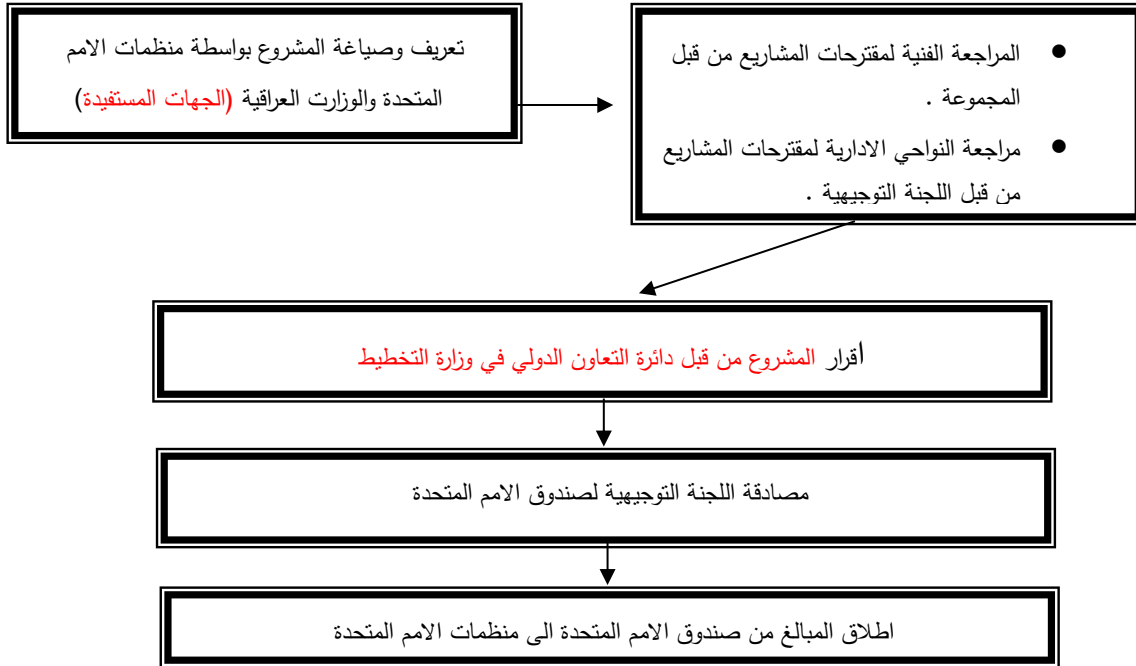 تعريف وصياغة المشروع بواسطة منظمات الامم
المتحدة والوزارت العراقية (الجهات المستفيدة)
● المراجعة الفنية لمقترحات المشاريع من قبل
المجموعة .
● مراجعة النواحي الادارية لمقترحات المشاريع
من قبل اللجنة التوجيهية .
أقرار المشروع من قبل دائرة التعاون الدولي في وزارة التخطيط
مصادقة اللجنة التوجيهية لصندوق الامم المتحدة
اطلاق المبالغ من صندوق الامم المتحدة الى منظمات الامم المتحدة